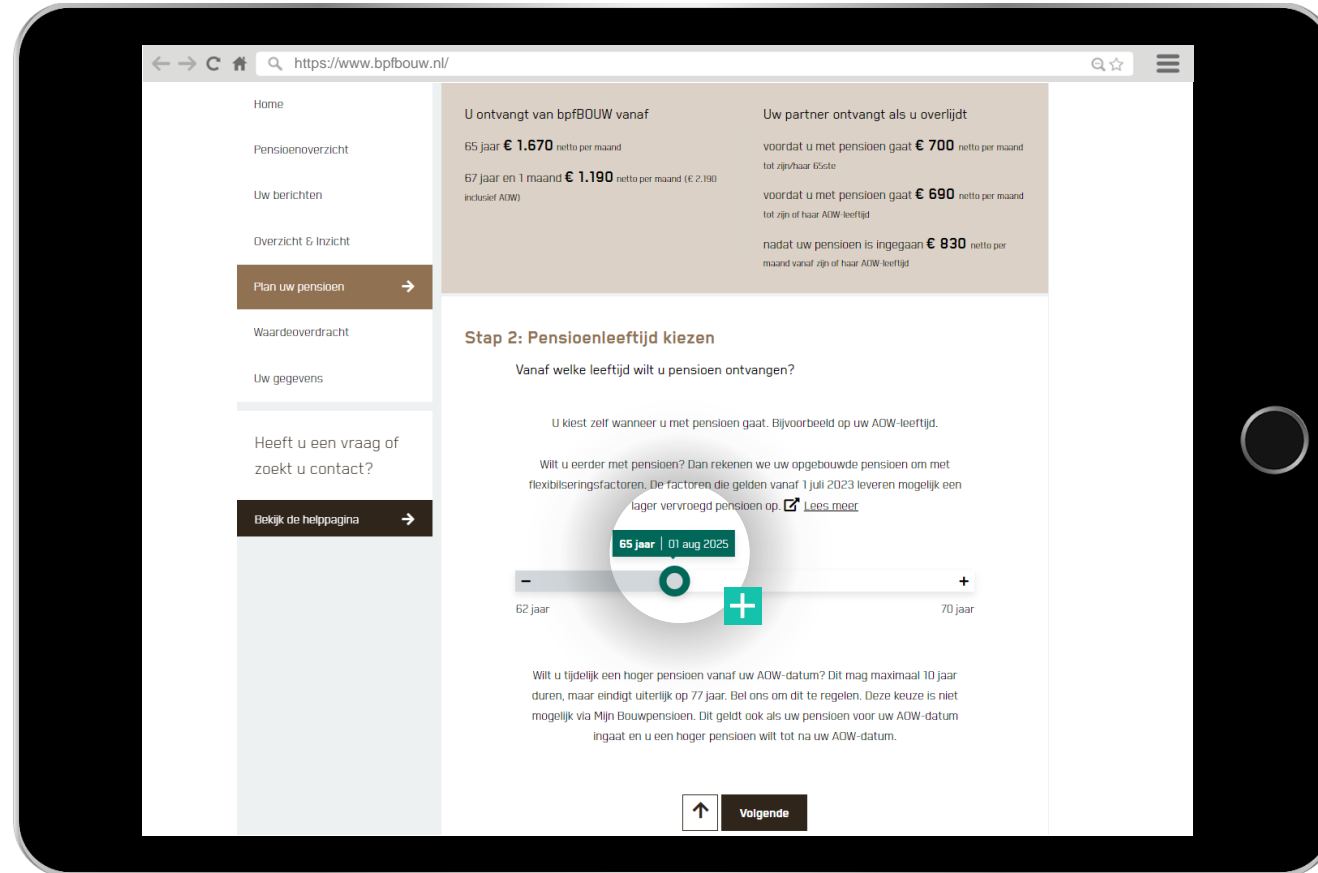 https://www.bpfbouw.nl/
Home
Pensioenoverzicht
Uw berichten
Overzicht & Inzicht
Plan uw pensioen
Waardeoverdracht
Uw gegevens
Heeft u een vraag of
zoekt u contact?
Bekijk de helppagina
U ontvangt van bpfBOUW vanaf
65 jaar € 1.670 netto per maand
67 jaar en 1 maand € 1.190 netto per maand (€ 2.190
inclusief AOW)
Uw partner ontvangt als u overlijdt
voordat u met pensioen gaat € 700 netto per maand
tot zijn/haar 65ste
voordat u met pensioen gaat € 690 netto per maand
tot zijn of haar AOW-leeftijd
nadat uw pensioen is ingegaan € 830 netto per
maand vanaf zijn of haar AOW-leeftijd
Stap 2: Pensioenleeftijd kiezen
Vanaf welke leeftijd wilt u pensioen ontvangen?
U kiest zelf wanneer u met pensioen gaat. Bijvoorbeeld op uw AOW-leeftijd.
Wilt u eerder met pensioen? Dan rekenen we uw opgebouwde pensioen om met
flexibilseringsfactoren. De factoren die gelden vanaf 1 juli 2023 leveren mogelijk een
lager vervroegd pensioen op. Lees meer
65 jaar | 01 aug 2025
− +
62 jaar 70 jaar
Wilt u tijdelijk een hoger pensioen vanaf uw AOW-datum? Dit mag maximaal 10 jaar
duren, maar eindigt uiterlijk op 77 jaar. Bel ons om dit te regelen. Deze keuze is niet
mogelijk via Mijn Bouwpensioen. Dit geldt ook als uw pensioen voor uw AOW-datum
ingaat en u een hoger pensioen wilt tot na uw AOW-datum.
Volgende